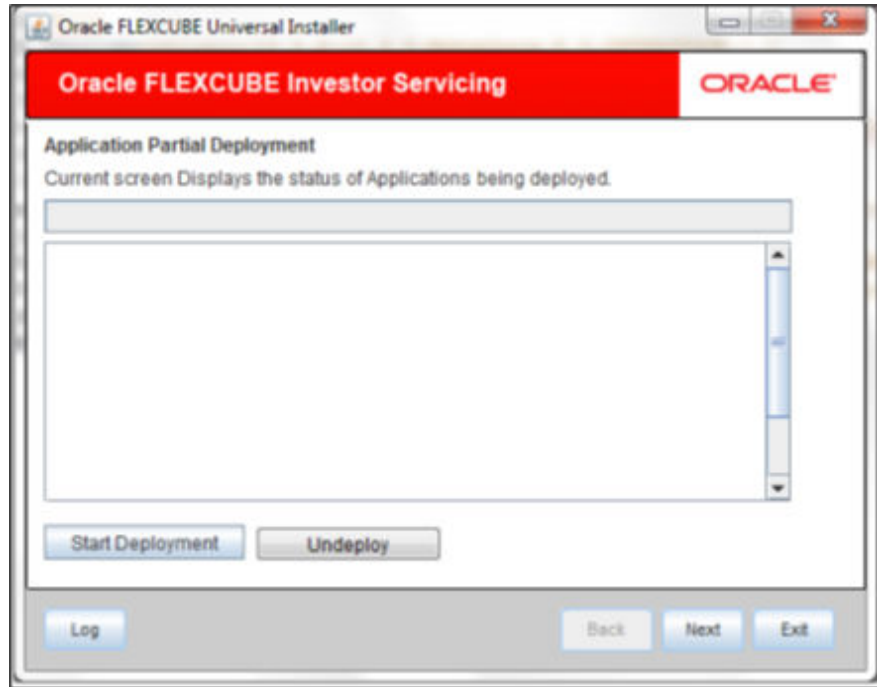 Oracle FLEXCUBE Universal Installer
Oracle FLEXCUBE Investor Servicing
ORACLE
Application Partial Deployment
Current screen Displays the status of Applications being deployed.
Start Deployment
Undeploy
Log
Back
Next
Exit